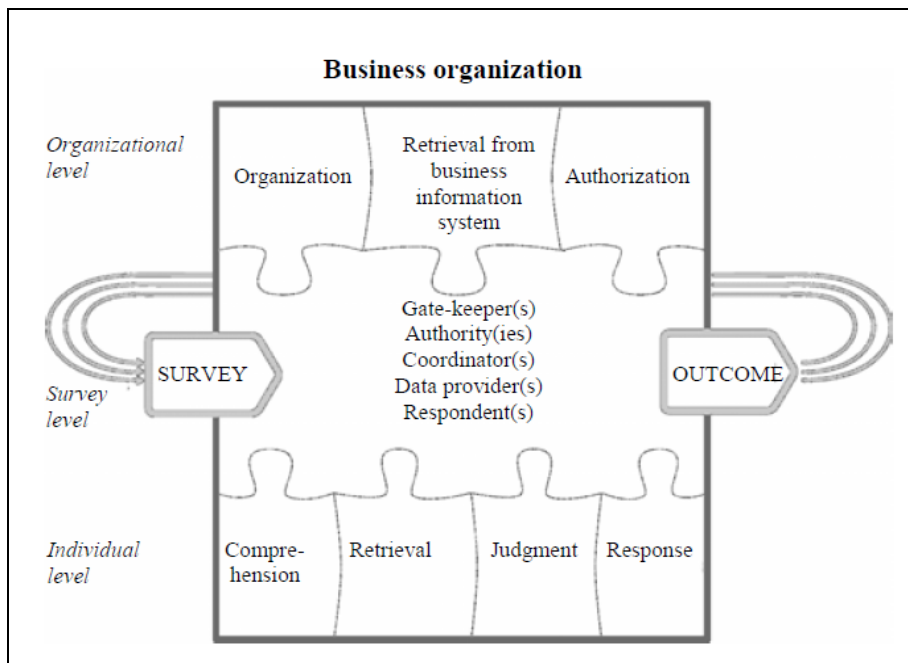 Business organization
Organizational
level
Organization
Retrieval from
business
information
system
Authorization
Gate-keeper(s)
Authority(ies)
Coordinator(s)
Data provider(s)
Respondent(s)
SURVEY
OUTCOME
Survey
level
Individual
level
Compre-
hension
Retrieval
Judgment
Response